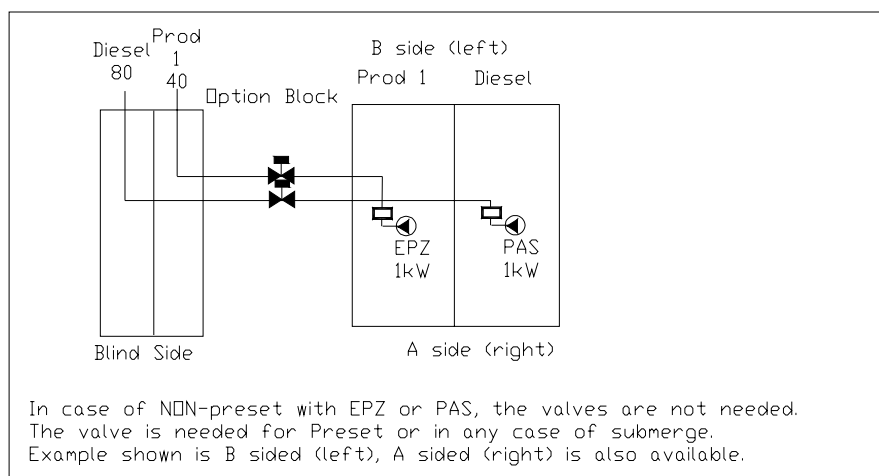 Diesel
80
Prod
1
40
Option Block
B side (left)
Prod 1
Diesel
EPZ
1kW
PAS
1kW
Blind Side
A side (right)
In case of NON-preset with EPZ or PAS, the valves are not needed.
The valve is needed for Preset or in any case of submerge.
Example shown is B sided (left), A sided (right) is also available.